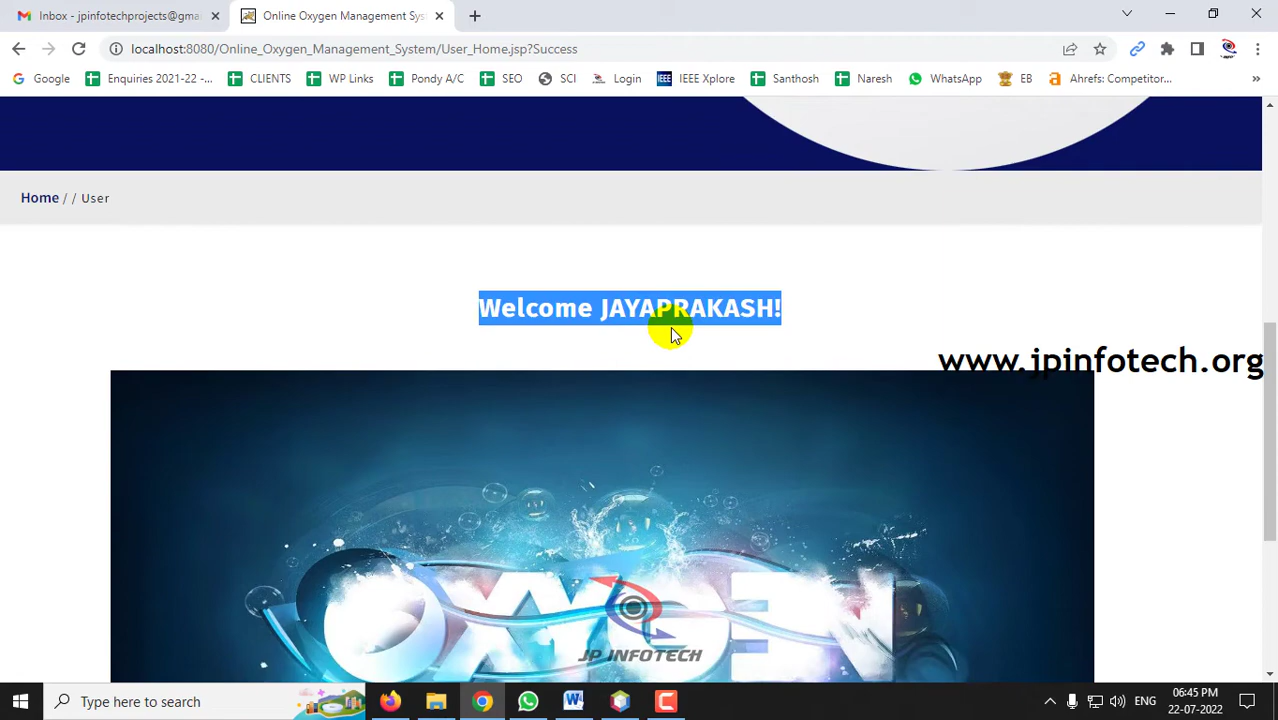 Inbox - jpinfotechprojects@gma
Online Oxygen Management Sys
localhost:8080/Online_Oxygen_Management_System/User_Home.jsp?Success
Google
Enquiries 2021-22 -...
CLIENTS
WP Links
Pondy A/C
SEO
SCI
Login
IEEE
IEEE Xplore
Santhosh
Naresh
WhatsApp
EB
Ahrefs: Competitor...
Home / / User
Welcome JAYAPRAKASH!
www.jpinfotech.org
OXYGEN
JP INFOTECH
Type here to search
ENG
06:45 PM
22-07-2022